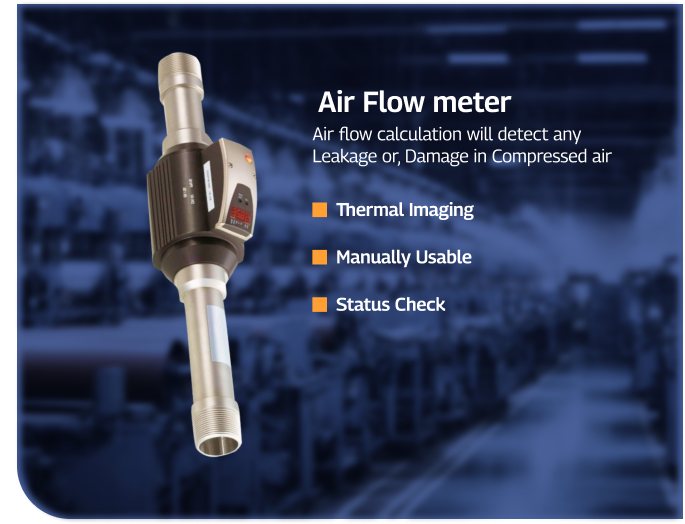 Air Flow meter
Air flow calculation will detect any
Leakage or, Damage in Compressed air
Thermal Imaging
Manually Usable
Status Check